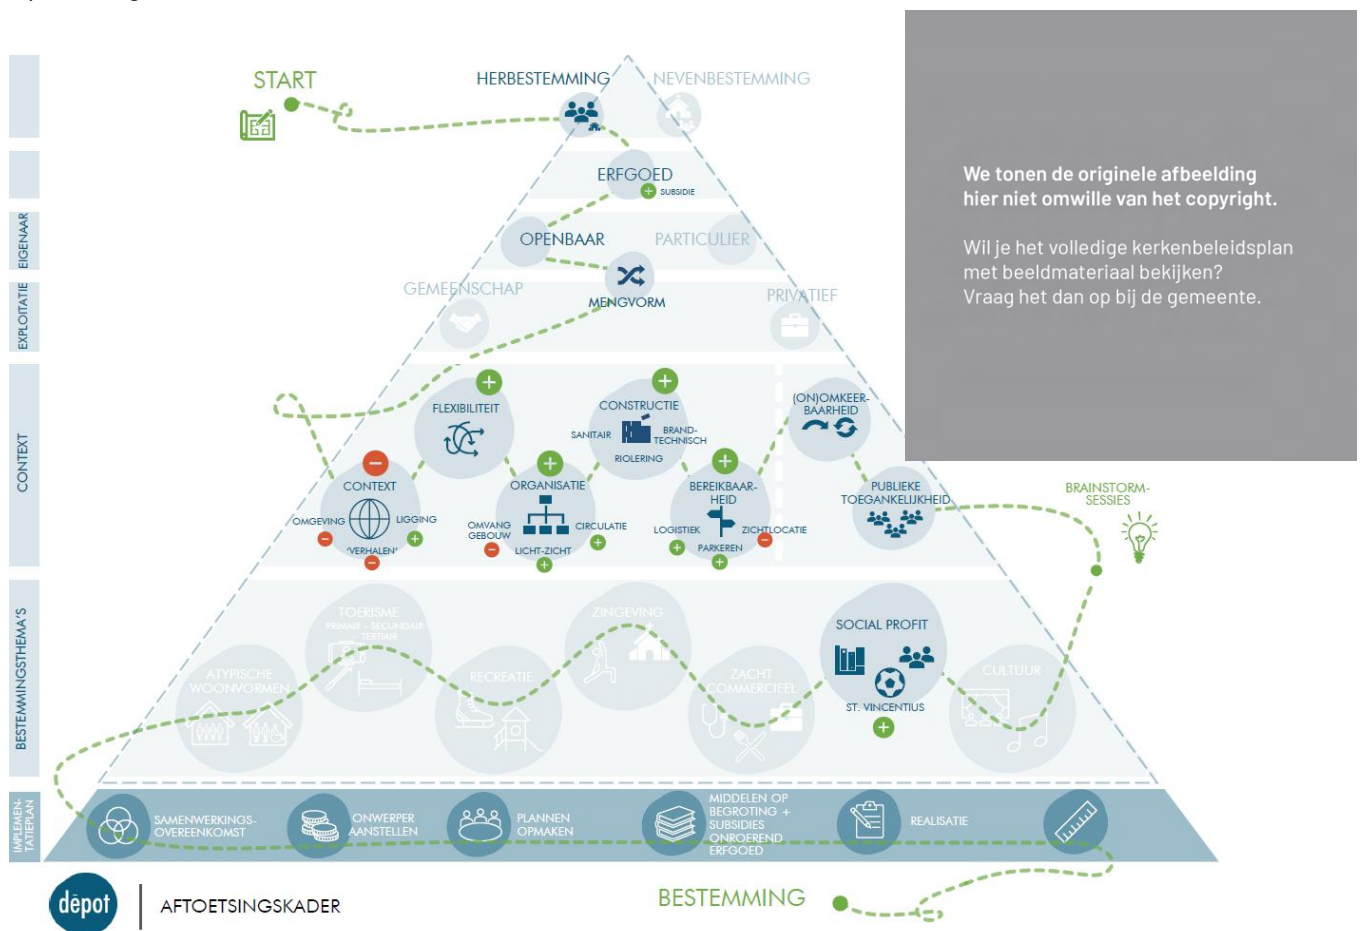 START
HERBESTEMMING
NEVENBESTEMMING
ERFGOED
SUBSIDIE
EIGENAAR
OPENBAAR
PARTICULIER
EXPLOITATIE
GEMEENSCHAP
MENGVORM
PRIVATIEF
We tonen de originele afbeelding
hier niet omwille van het copyright.
Wil je het volledige kerkenbeleidsplan
met beeldmateriaal bekijken?
Vraag het dan op bij de gemeente.
CONTEXT
FLEXIBILITEIT
CONSTRUCTIE
SANITAIR
BRAND-
TECHNISCH
RIOLERING
(ON)OMKEER-
BAARHEID
CONTEXT
OMGEVING
LIGGING
'VERHALEN'
ORGANISATIE
OMVANG
GEBOUW
CIRCULATIE
LICHT-ZICHT
BEREIKBAAR-
HEID
LOGISTIEK
ZICHTLOCATIE
PARKEREN
PUBLIEKE
TOEGANKELIJKHEID
BRAINSTORM-
SESSIES
BESTEMMINGSTHEMA'S
ATYPISCHE
WOONVORMEN
TOERISME
PRIMAIR – SECUNDAIR
- TERTIAIR
RECREATIE
ZINGEVING
ZACHT
COMMERCIEEL
SOCIAL PROFIT
ST. VINCENTIUS
CULTUUR
IMPLEMEN-
TATIEPLAN
SAMENWERKINGS-
OVEREENKOMST
ONTWERPER
AANSTELLEN
PLANNEN
OPMAKEN
MIDDELEN OP
BEGROTING +
SUBSIDIES
ONROEREND
ERFGOED
REALISATIE
dēpot
AFTOETSINGSKADER
BESTEMMING